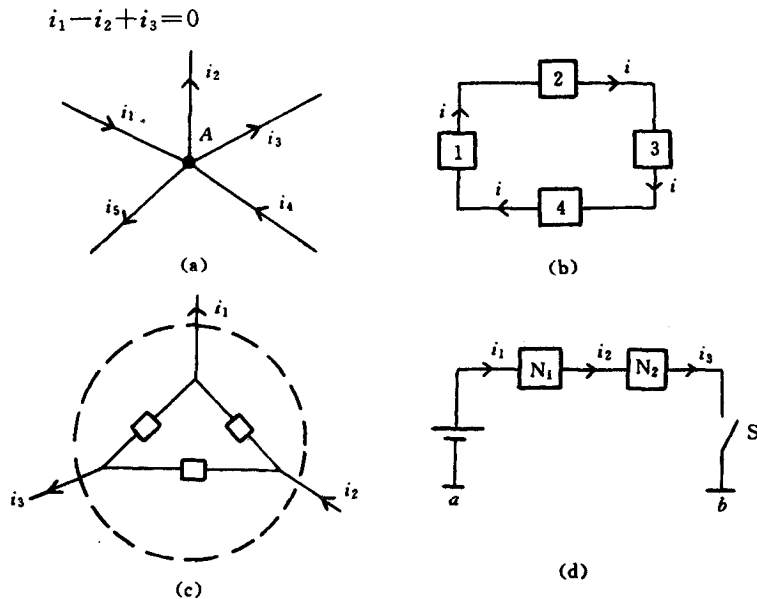 i₁−i₂+i₃=0
i₂
i₁
A
i₃
i₅
i₄
(a)
2
i
i
1
3
i
i
4
(b)
i₁
i₃
i₂
(c)
i₁
N₁
i₂
N₂
i₃
S
a
b
(d)